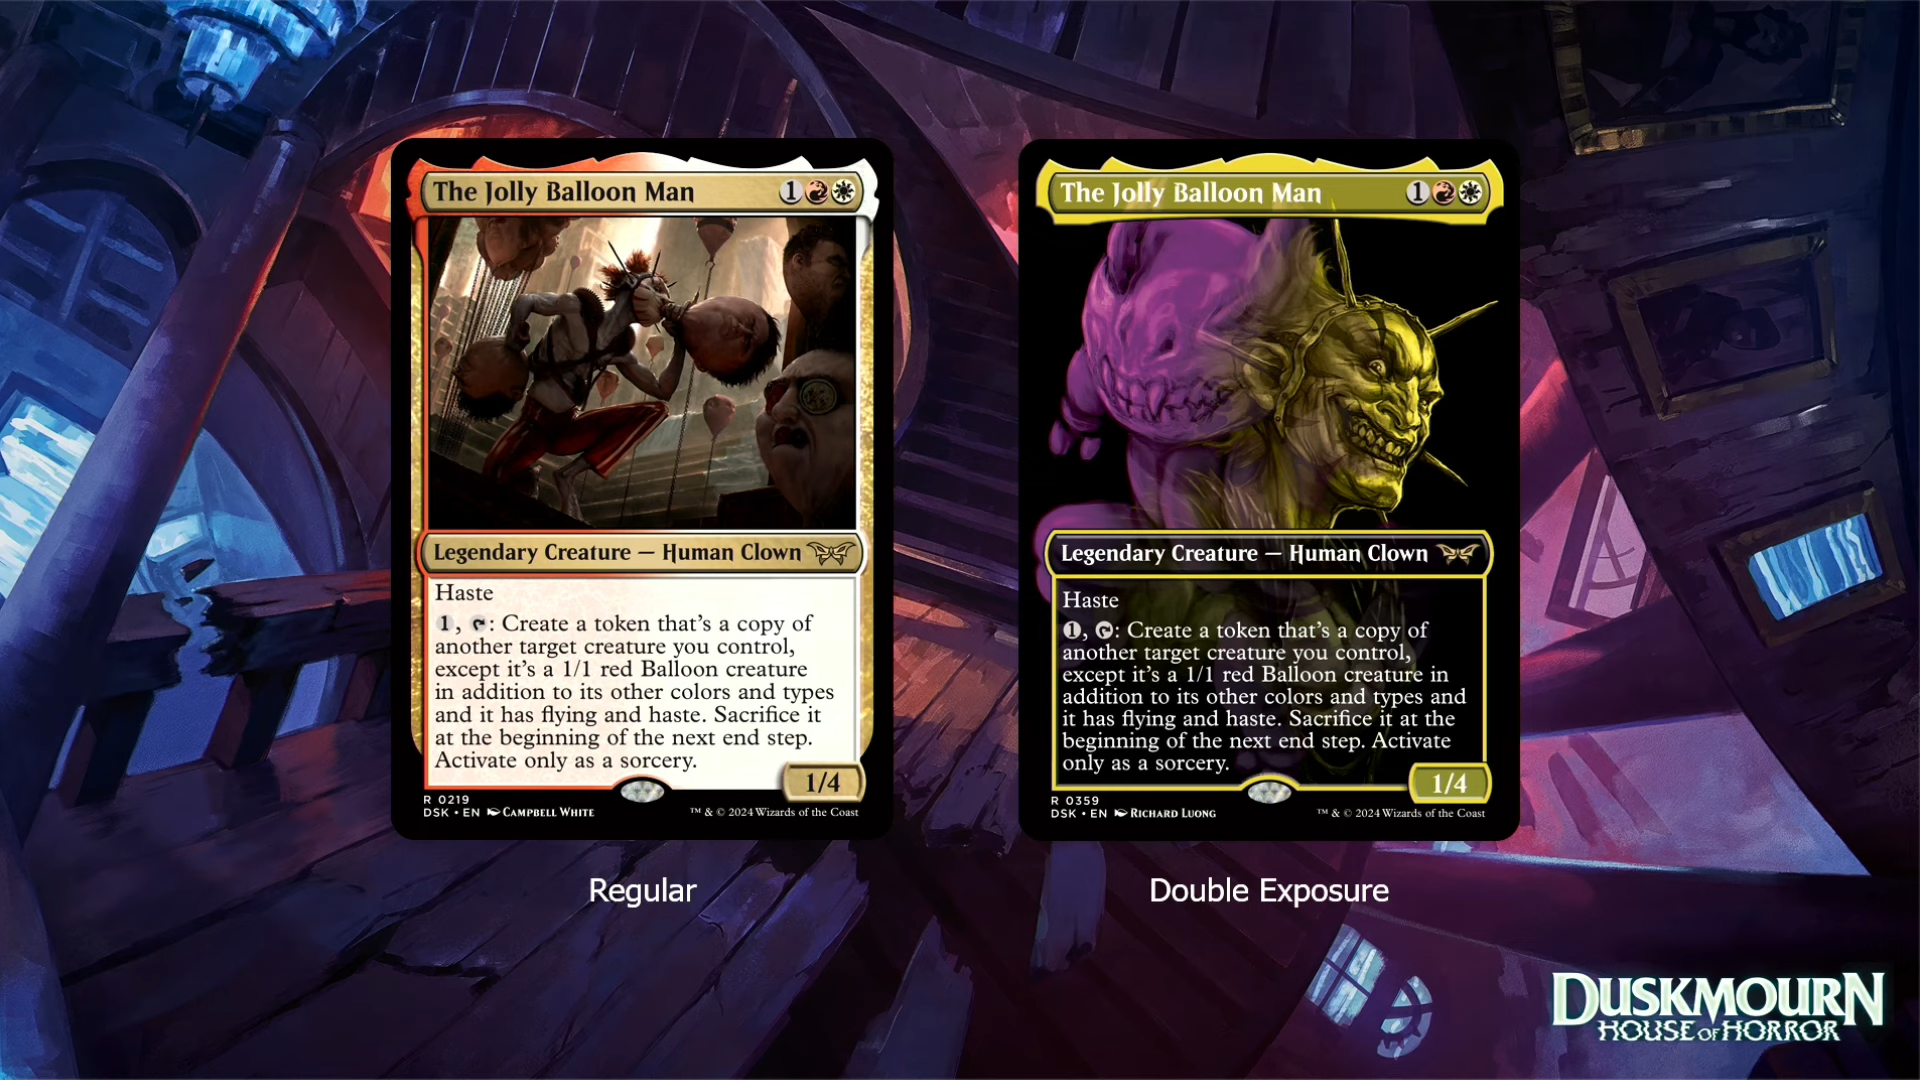 The Jolly Balloon Man 1
Legendary Creature — Human Clown
Haste
1, : Create a token that's a copy of
another target creature you control,
except it's a 1/1 red Balloon creature
in addition to its other colors and types
and it has flying and haste. Sacrifice it
at the beginning of the next end step.
Activate only as a sorcery.
1/4
R 0219
DSK • EN CAMPBELL WHITE
™ & © 2024 Wizards of the Coast
Regular
The Jolly Balloon Man 1
Legendary Creature — Human Clown
Haste
1, : Create a token that's a copy of
another target creature you control,
except it's a 1/1 red Balloon creature in
addition to its other colors and types and
it has flying and haste. Sacrifice it at the
beginning of the next end step. Activate
only as a sorcery.
1/4
R 0359
DSK • EN RICHARD LUONG
™ & © 2024 Wizards of the Coast
Double Exposure
DUSKMOURN
HOUSE OF HORROR